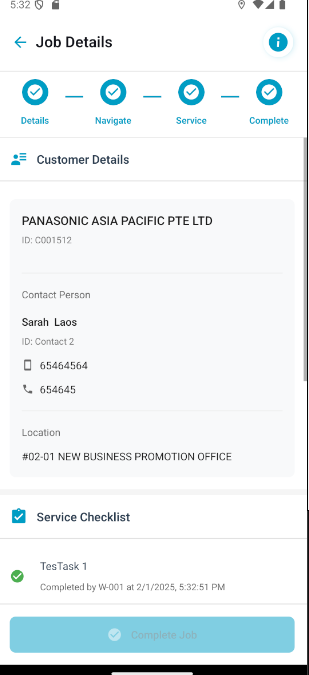 5:32
Job Details
Details
Navigate
Service
Complete
Customer Details
PANASONIC ASIA PACIFIC PTE LTD
ID: C001512
Contact Person
Sarah  Laos
ID: Contact 2
65464564
654645
Location
#02-01 NEW BUSINESS PROMOTION OFFICE
Service Checklist
TesTask 1
Completed by W-001 at 2/1/2025, 5:32:51 PM
Complete Job